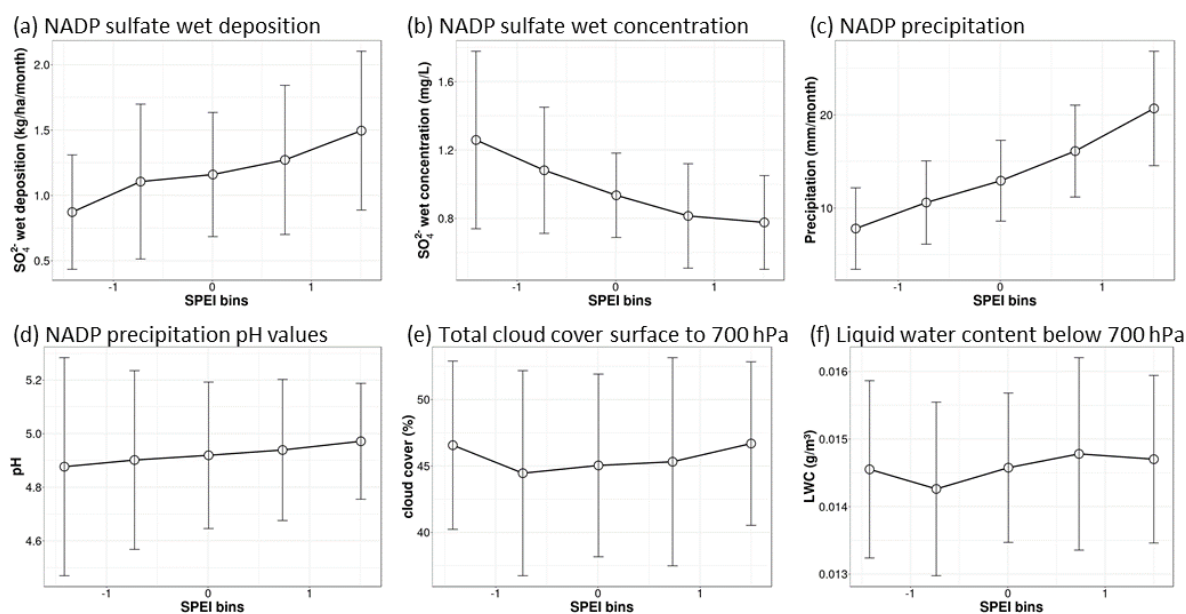 (a) NADP sulfate wet deposition
SO₄²⁻ wet deposition (kg/ha/month)
2.0
1.5
1.0
0.5
-1 0 1
SPEI bins
(b) NADP sulfate wet concentration
SO₄²⁻ wet concentration (mg/L)
1.6
1.2
0.8
-1 0 1
SPEI bins
(c) NADP precipitation
Precipitation (mm/month)
20
10
-1 0 1
SPEI bins
(d) NADP precipitation pH values
pH
5.2
5.0
4.8
4.6
-1 0 1
SPEI bins
(e) Total cloud cover surface to 700 hPa
cloud cover (%)
50
45
40
-1 0 1
SPEI bins
(f) Liquid water content below 700 hPa
LWC (g/m³)
0.016
0.015
0.014
0.013
-1 0 1
SPEI bins